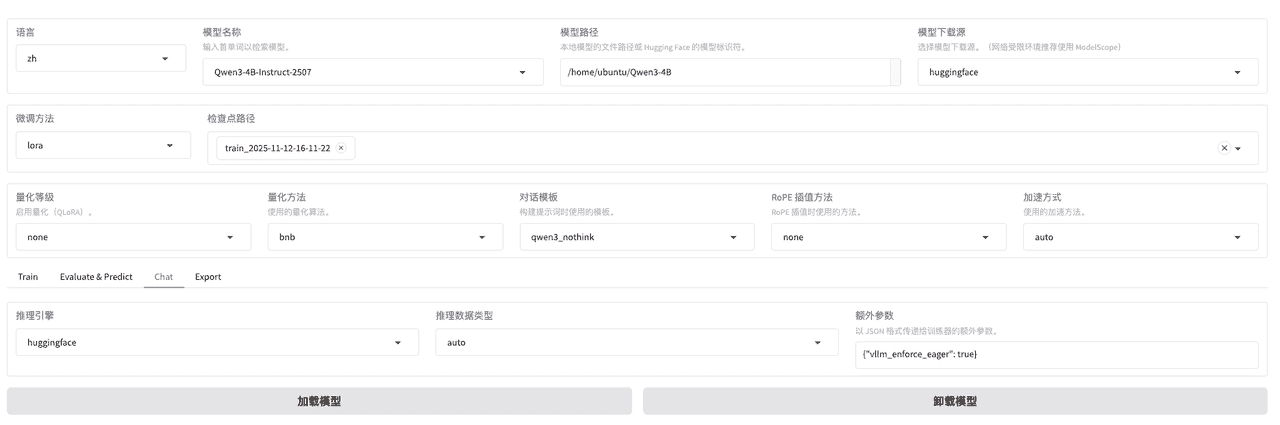 语言
zh
模型名称
输入首单词以检索模型。
Qwen3-4B-Instruct-2507
模型路径
本地模型的文件路径或 Hugging Face 的模型标识符。
/home/ubuntu/Qwen3-4B
模型下载源
选择模型下载源。（网络受限环境推荐使用 ModelScope）
huggingface
微调方法
lora
检查点路径
train_2025-11-12-16-11-22
量化等级
启用量化（QLoRA）。
none
量化方法
使用的量化算法。
bnb
对话模板
构建提示词时使用的模板。
qwen3_nothink
RoPE 插值方法
RoPE 插值时使用的方法。
none
加速方式
使用的加速方法。
auto
Train Evaluate & Predict Chat Export
推理引擎
huggingface
推理数据类型
auto
额外参数
以 JSON 格式传递给训练器的额外参数。
{"vllm_enforce_eager": true}
加载模型
卸载模型